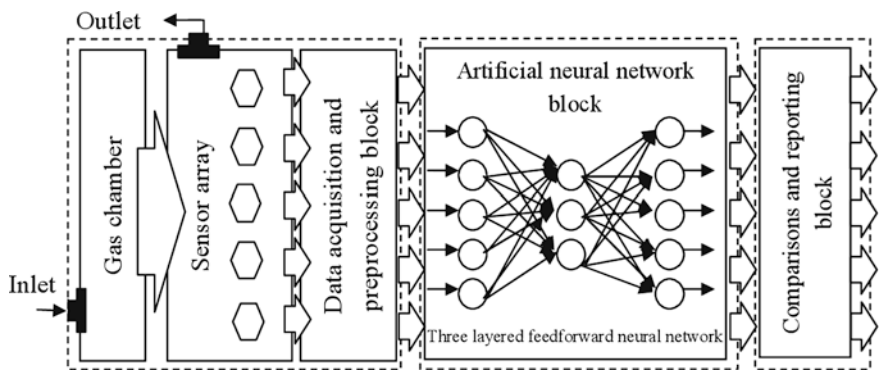 Outlet
Inlet
Gas chamber
Sensor array
Data acquisition and
preprocessing block
Artificial neural network
block
Three layered feedforward neural network
Comparisons and reporting
block